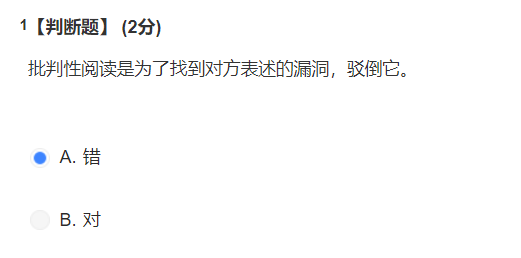 1【判断题】 (2分)
批判性阅读是为了找到对方表述的漏洞，驳倒它。
A. 错
B. 对